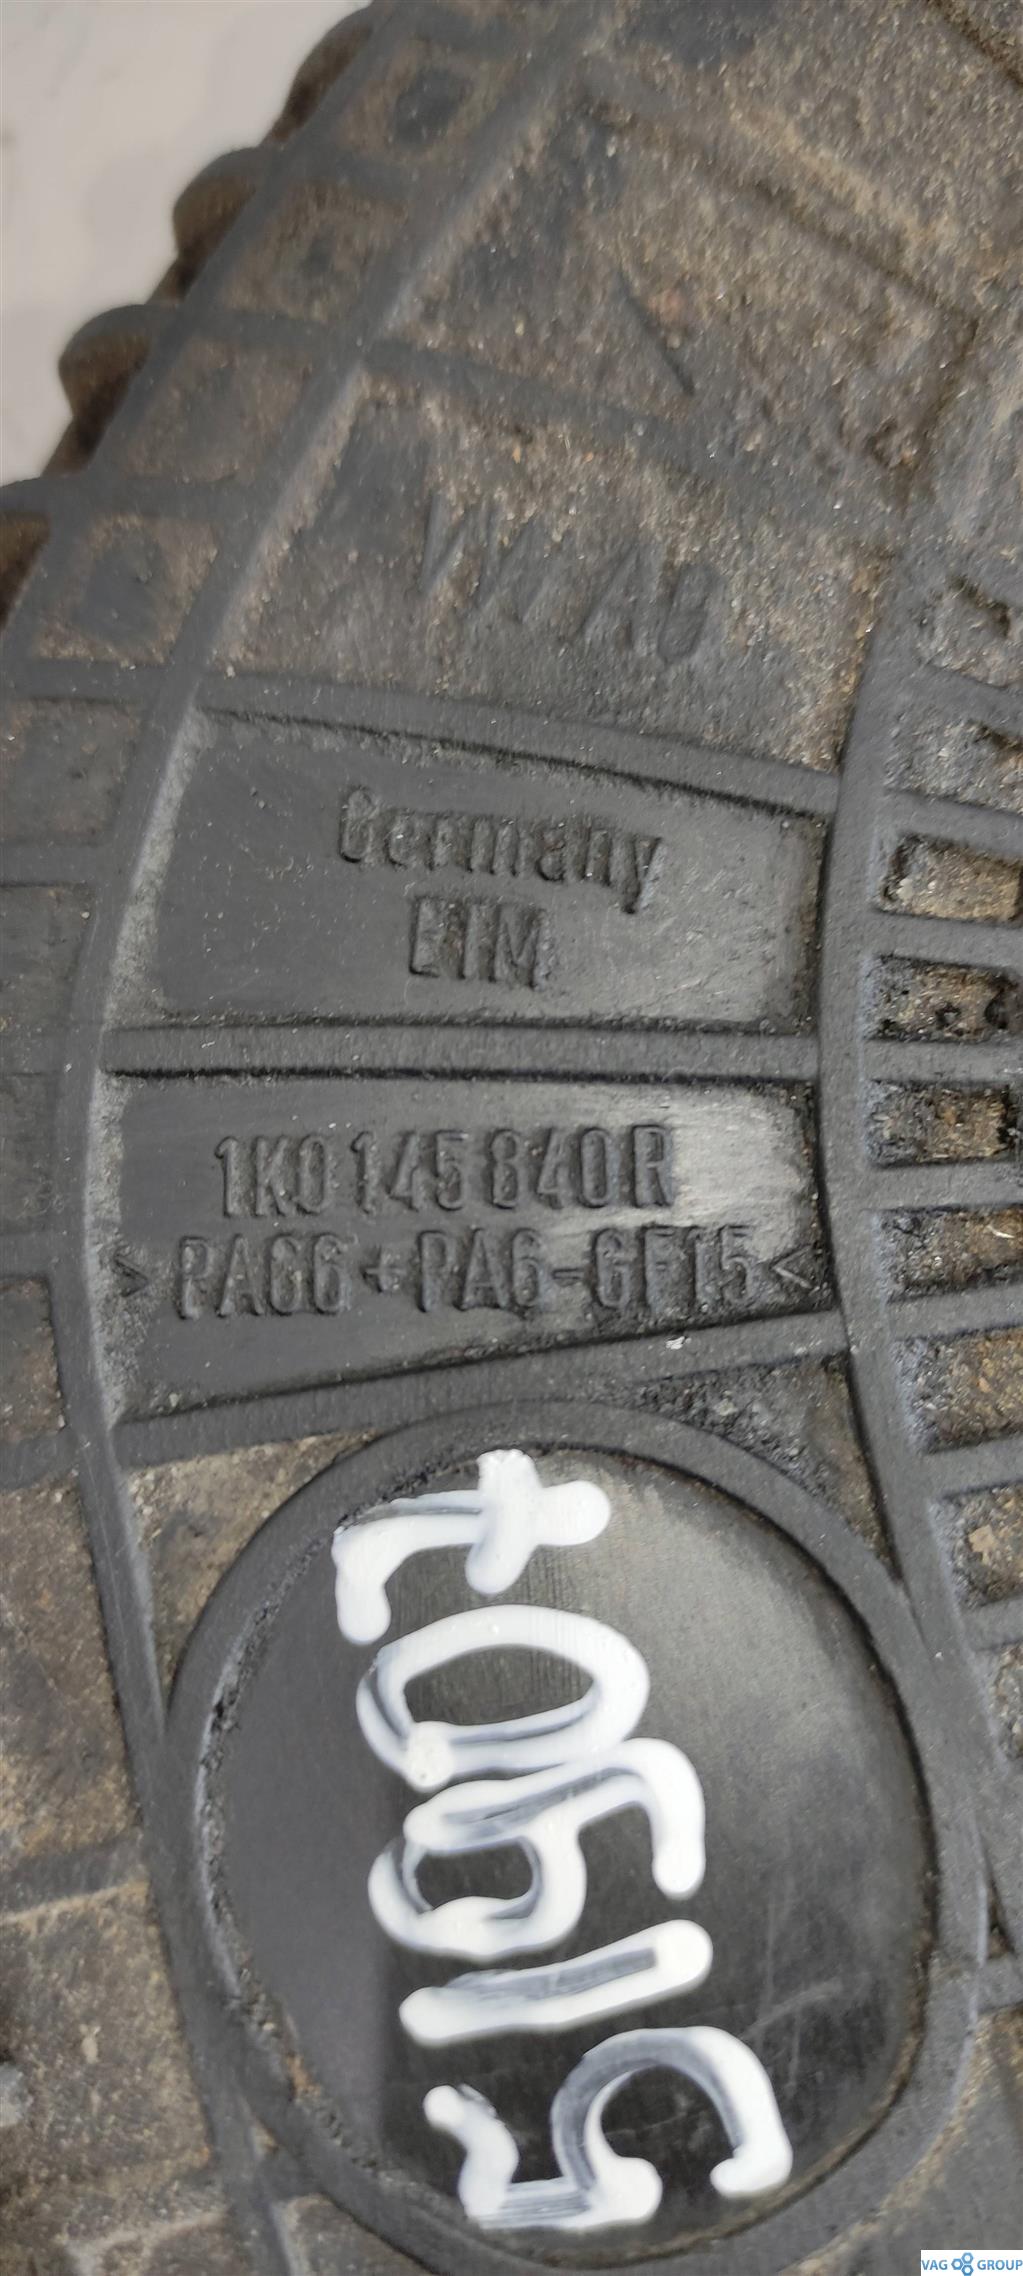 VW AG
Germany
ETM
1K0 145 840 R
>PA66+PA6-GF15<
51907
VAG GROUP